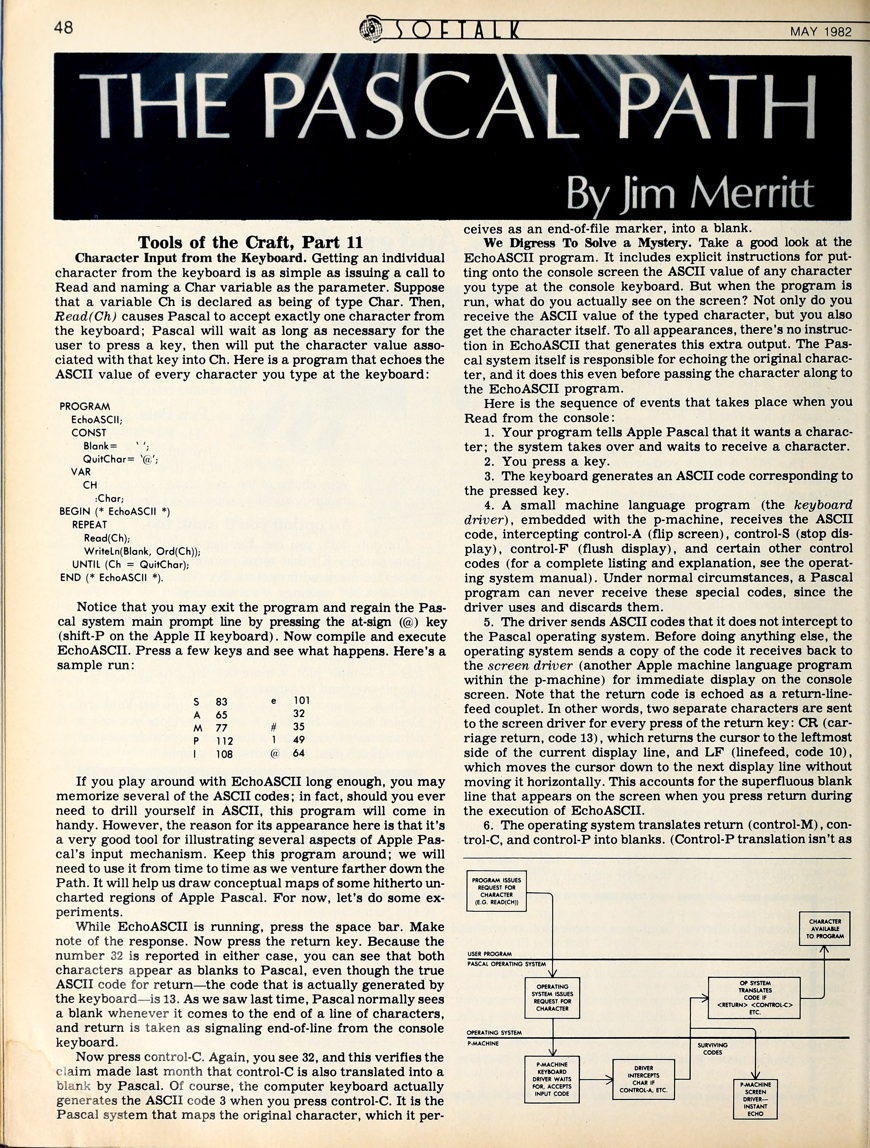 48
SOFTALK
MAY 1982
THE PASCAL PATH
By Jim Merritt
Tools of the Craft, Part 11
Character Input from the Keyboard. Getting an individual
character from the keyboard is as simple as issuing a call to
Read and naming a Char variable as the parameter. Suppose
that a variable Ch is declared as being of type Char. Then,
Read(Ch) causes Pascal to accept exactly one character from
the keyboard; Pascal will wait as long as necessary for the
user to press a key, then will put the character value asso-
ciated with that key into Ch. Here is a program that echoes the
ASCII value of every character you type at the keyboard:
PROGRAM
EchoASCII;
CONST
Blank= ' ';
QuitChar= '@';
VAR
CH
:Char;
BEGIN (* EchoASCII *)
REPEAT
Read(Ch);
WriteLn(Blank, Ord(Ch));
UNTIL (Ch = QuitChar);
END (* EchoASCII *).
Notice that you may exit the program and regain the Pas-
cal system main prompt line by pressing the at-sign (@) key
(shift-P on the Apple II keyboard). Now compile and execute
EchoASCII. Press a few keys and see what happens. Here's a
sample run:
S 83 e 101
A 65 32
M 77 # 35
P 112 1 49
l 108 @ 64
If you play around with EchoASCII long enough, you may
memorize several of the ASCII codes; in fact, should you ever
need to drill yourself in ASCII, this program will come in
handy. However, the reason for its appearance here is that it's
a very good tool for illustrating several aspects of Apple Pas-
cal's input mechanism. Keep this program around; we will
need to use it from time to time as we venture farther down the
Path. It will help us draw conceptual maps of some hitherto un-
charted regions of Apple Pascal. For now, let's do some ex-
periments.
While EchoASCII is running, press the space bar. Make
note of the response. Now press the return key. Because the
number 32 is reported in either case, you can see that both
characters appear as blanks to Pascal, even though the true
ASCII code for return—the code that is actually generated by
the keyboard—is 13. As we saw last time, Pascal normally sees
a blank whenever it comes to the end of a line of characters,
and return is taken as signaling end-of-line from the console
keyboard.
Now press control-C. Again, you see 32, and this verifies the
claim made last month that control-C is also translated into a
blank by Pascal. Of course, the computer keyboard actually
generates the ASCII code 3 when you press control-C. It is the
Pascal system that maps the original character, which it per-
ceives as an end-of-file marker, into a blank.
We Digress To Solve a Mystery. Take a good look at the
EchoASCII program. It includes explicit instructions for put-
ting onto the console screen the ASCII value of any character
you type at the console keyboard. But when the program is
run, what do you actually see on the screen? Not only do you
receive the ASCII value of the typed character, but you also
get the character itself. To all appearances, there's no instruc-
tion in EchoASCII that generates this extra output. The Pas-
cal system itself is responsible for echoing the original charac-
ter, and it does this even before passing the character along to
the EchoASCII program.
Here is the sequence of events that takes place when you
Read from the console:
1. Your program tells Apple Pascal that it wants a charac-
ter; the system takes over and waits to receive a character.
2. You press a key.
3. The keyboard generates an ASCII code corresponding to
the pressed key.
4. A small machine language program (the keyboard
driver), embedded with the p-machine, receives the ASCII
code, intercepting control-A (flip screen), control-S (stop dis-
play), control-F (flush display), and certain other control
codes (for a complete listing and explanation, see the operat-
ing system manual). Under normal circumstances, a Pascal
program can never receive these special codes, since the
driver uses and discards them.
5. The driver sends ASCII codes that it does not intercept to
the Pascal operating system. Before doing anything else, the
operating system sends a copy of the code it receives back to
the screen driver (another Apple machine language program
within the p-machine) for immediate display on the console
screen. Note that the return code is echoed as a return-line-
feed couplet. In other words, two separate characters are sent
to the screen driver for every press of the return key: CR (car-
riage return, code 13), which returns the cursor to the leftmost
side of the current display line, and LF (linefeed, code 10),
which moves the cursor down to the next display line without
moving it horizontally. This accounts for the superfluous blank
line that appears on the screen when you press return during
the execution of EchoASCII.
6. The operating system translates return (control-M), con-
trol-C, and control-P into blanks. (Control-P translation isn't as
PROGRAM ISSUES
REQUEST FOR
CHARACTER
(E.G. READ(CH))
CHARACTER
AVAILABLE
TO PROGRAM
USER PROGRAM
PASCAL OPERATING SYSTEM
OPERATING
SYSTEM ISSUES
REQUEST FOR
CHARACTER
OP SYSTEM
TRANSLATES
CODE IF
<RETURN> <CONTROL-C>
ETC.
OPERATING SYSTEM
P-MACHINE
SURVIVING
CODES
P-MACHINE
KEYBOARD
DRIVER WAITS
FOR, ACCEPTS
INPUT CODE
DRIVER
INTERCEPTS
CHAR IF
CONTROL-A, ETC.
P-MACHINE
SCREEN
DRIVER—
INSTANT
ECHO